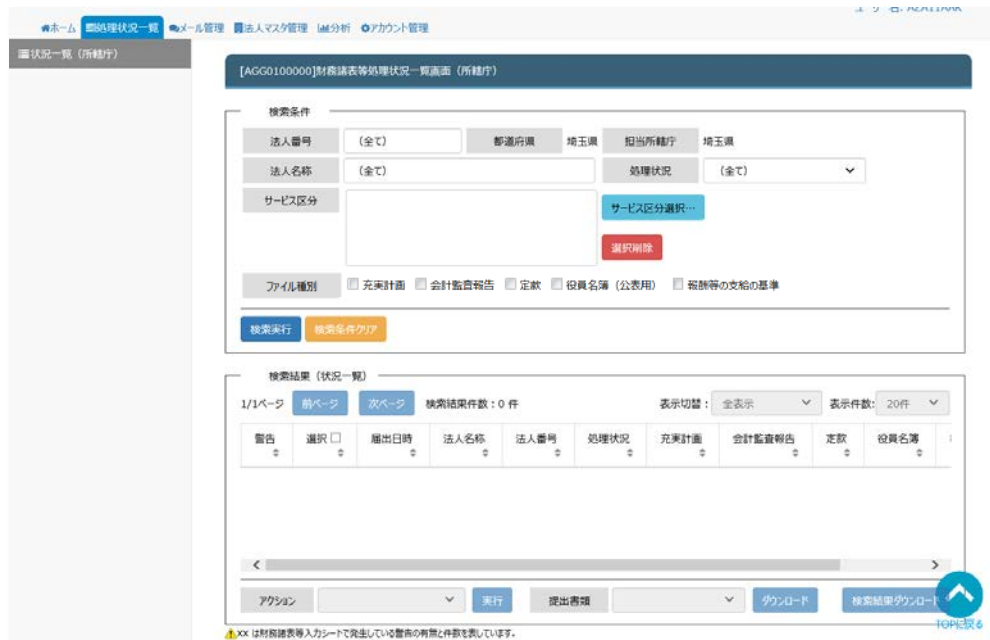 ホーム 処理状況一覧 メール管理 法人マスタ管理 分析 アカウント管理
状況一覧（所轄庁）
[AGG0100000]財務諸表等処理状況一覧画面（所轄庁）
検索条件
法人番号 （全て） 都道府県 埼玉県 担当所轄庁 埼玉県
法人名称 （全て） 処理状況 （全て）
サービス区分 サービス区分選択…
選択削除
ファイル種別 充実計画 会計監査報告 定款 役員名簿（公表用） 報酬等の支給の基準
検索実行 検索条件クリア
検索結果（状況一覧）
1/1ページ 前ページ 次ページ 検索結果件数：0 件 表示切替： 全表示 表示件数: 20件
警告 選択 届出日時 法人名称 法人番号 処理状況 充実計画 会計監査報告 定款 役員名簿
アクション 実行 提出書類 ダウンロード 検索結果ダウンロード
TOPに戻る
xx は財務諸表等入力シートで発生している警告の有無と件数を表しています。